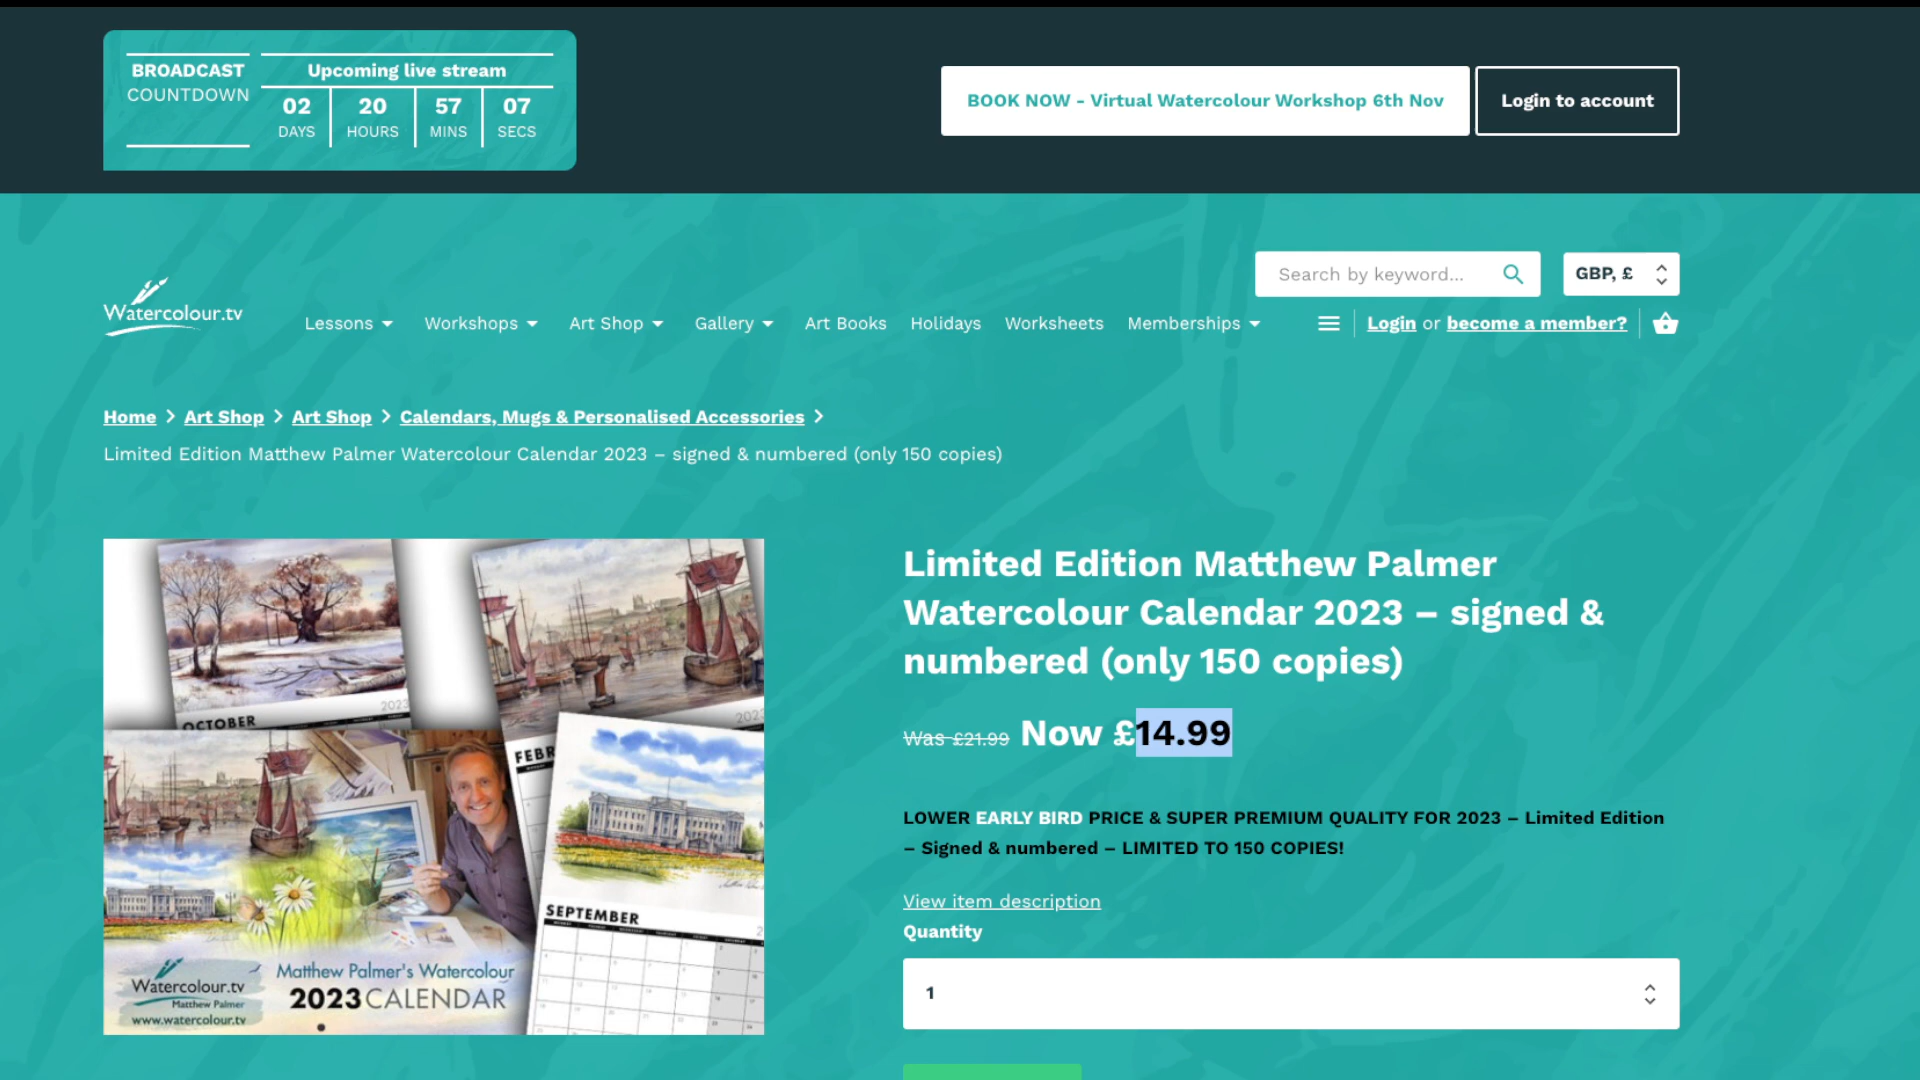 BROADCAST
COUNTDOWN
Upcoming live stream
02 20 57 07
DAYS HOURS MINS SECS
BOOK NOW - Virtual Watercolour Workshop 6th Nov
Login to account
Search by keyword...
GBP, £
Watercolour.tv
Lessons Workshops Art Shop Gallery Art Books Holidays Worksheets Memberships
Login or become a member?
Home > Art Shop > Art Shop > Calendars, Mugs & Personalised Accessories >
Limited Edition Matthew Palmer Watercolour Calendar 2023 – signed & numbered (only 150 copies)
Limited Edition Matthew Palmer
Watercolour Calendar 2023 – signed &
numbered (only 150 copies)
Was £21.99 Now £14.99
LOWER EARLY BIRD PRICE & SUPER PREMIUM QUALITY FOR 2023 – Limited Edition
– Signed & numbered – LIMITED TO 150 COPIES!
View item description
Quantity
1
OCTOBER
2023
2023
FEBR
SEPTEMBER
Watercolour.tv
Matthew Palmer
www.watercolour.tv
Matthew Palmer's Watercolour
2023 CALENDAR